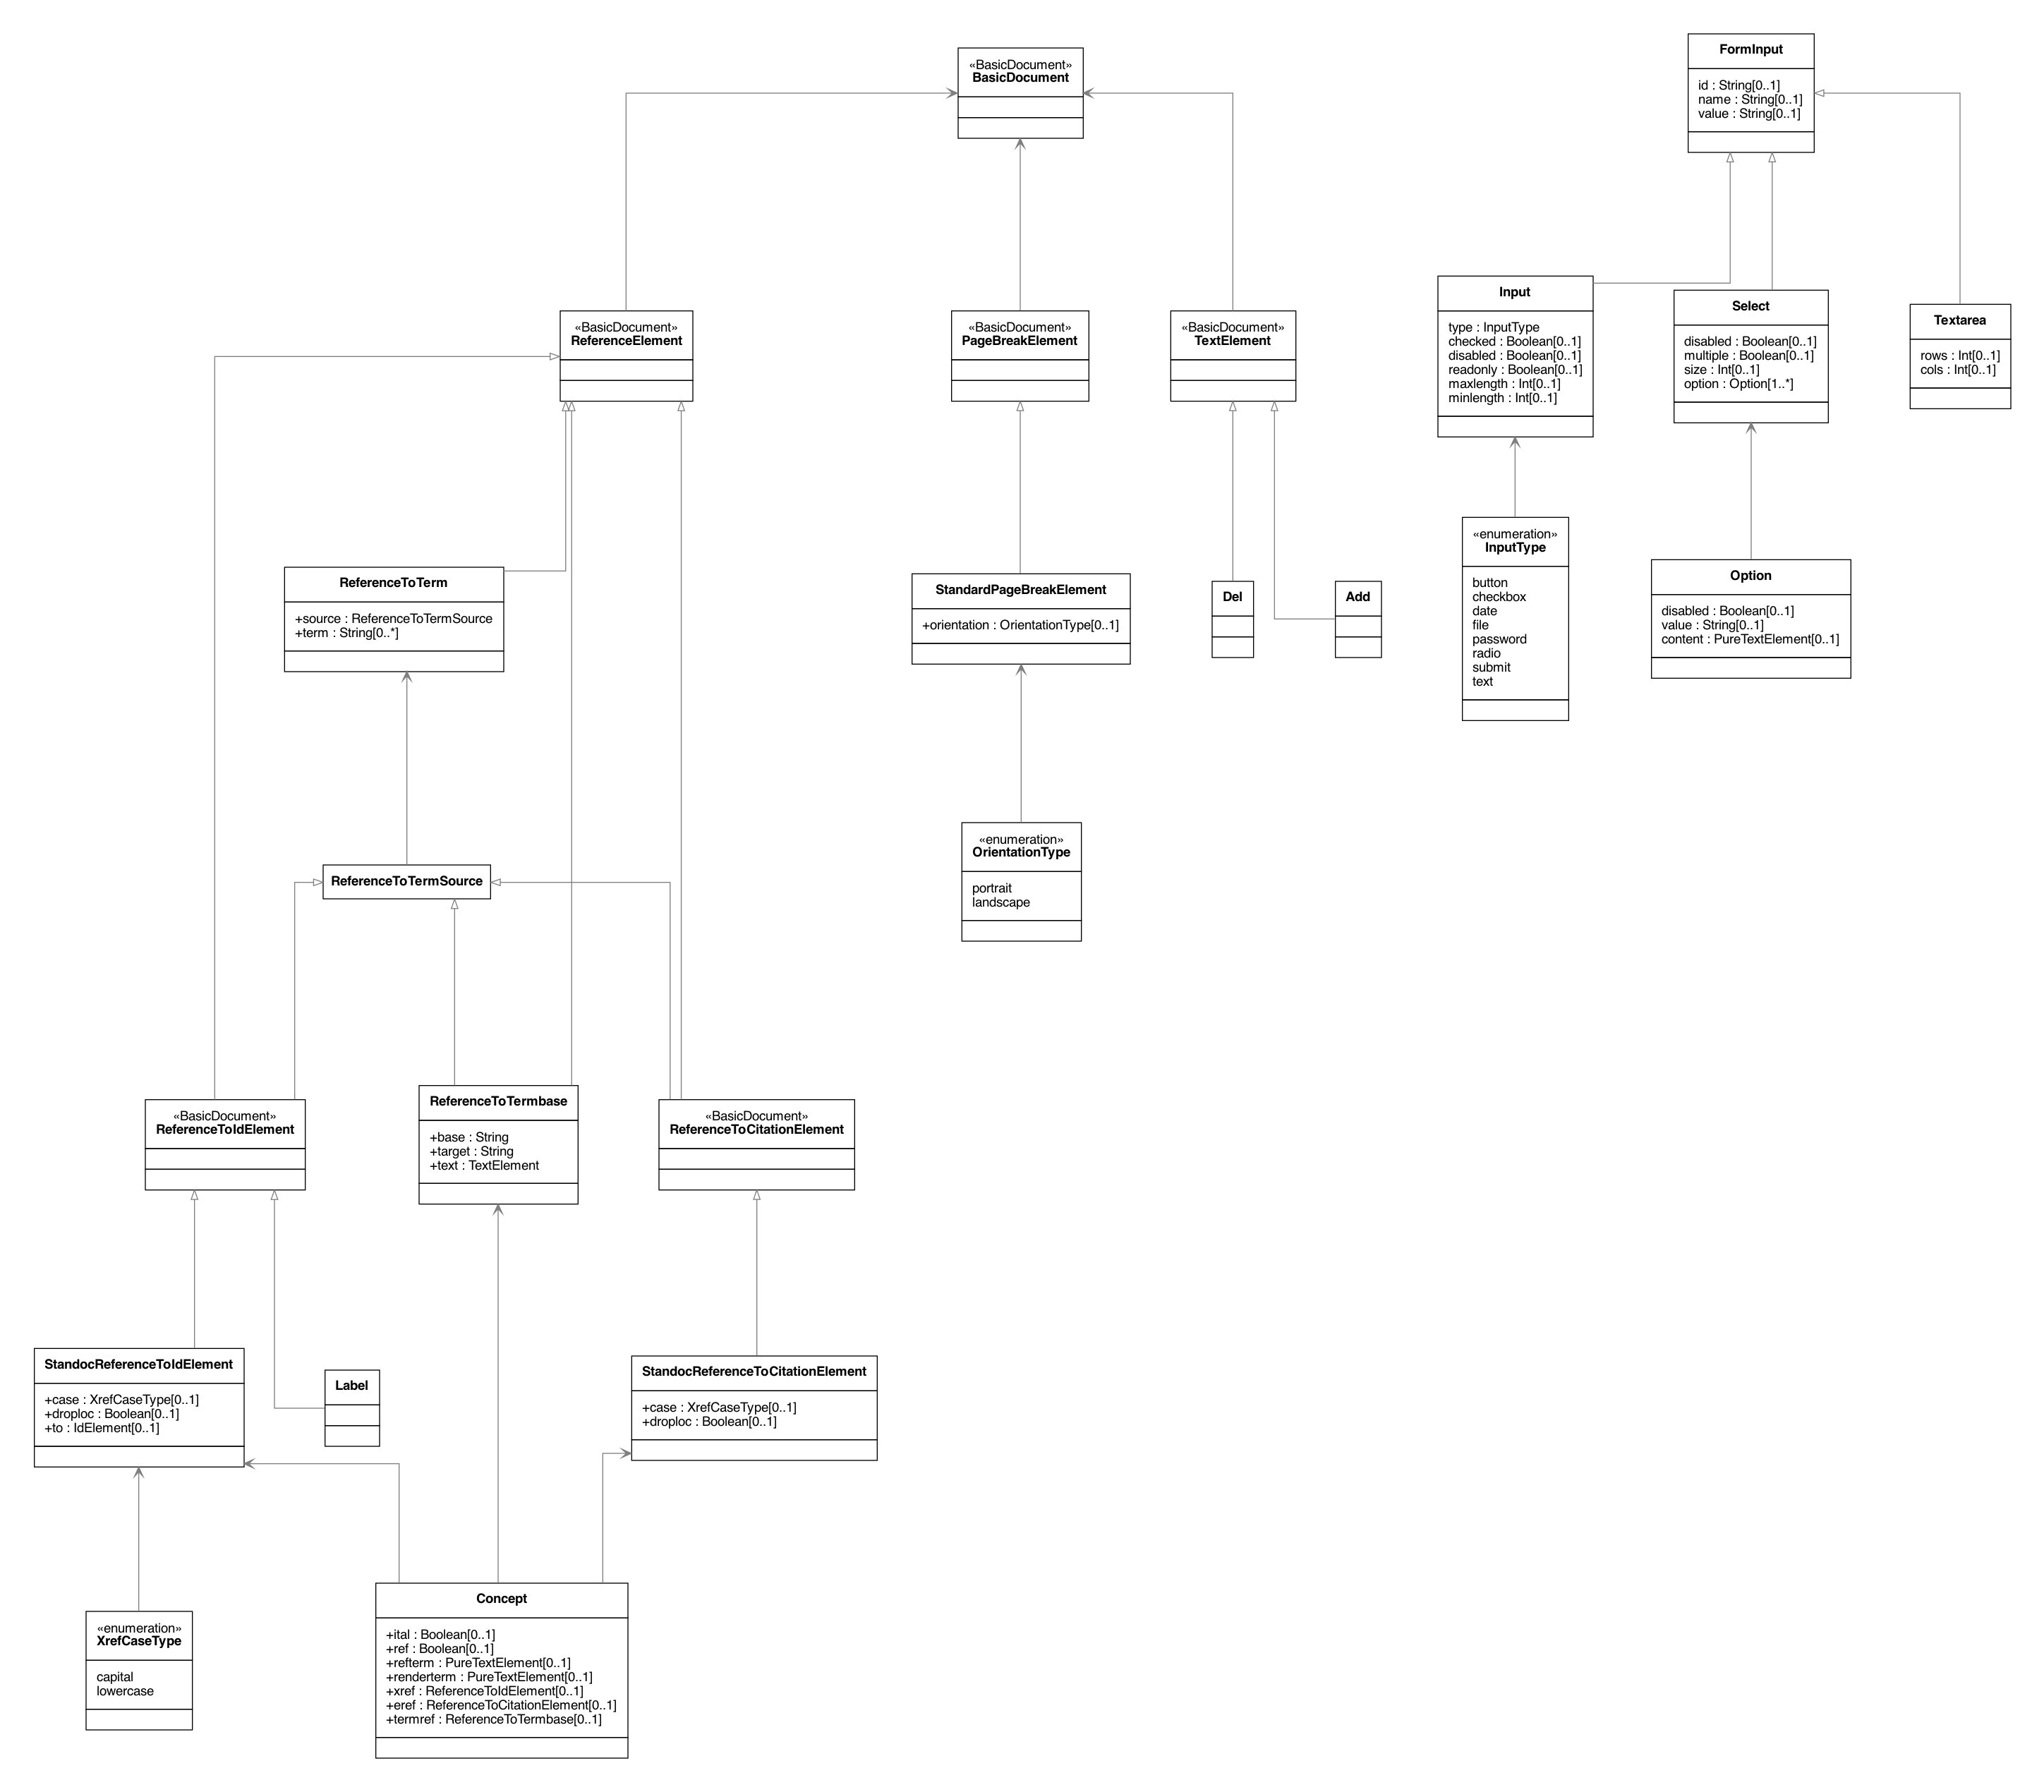 «BasicDocument»
BasicDocument
FormInput
id : String[0..1]
name : String[0..1]
value : String[0..1]
«BasicDocument»
ReferenceElement
«BasicDocument»
PageBreakElement
«BasicDocument»
TextElement
Input
type : InputType
checked : Boolean[0..1]
disabled : Boolean[0..1]
readonly : Boolean[0..1]
maxlength : Int[0..1]
minlength : Int[0..1]
Select
disabled : Boolean[0..1]
multiple : Boolean[0..1]
size : Int[0..1]
option : Option[1..*]
Textarea
rows : Int[0..1]
cols : Int[0..1]
ReferenceToTerm
+source : ReferenceToTermSource
+term : String[0..*]
StandardPageBreakElement
+orientation : OrientationType[0..1]
Del
Add
«enumeration»
InputType
button
checkbox
date
file
password
radio
submit
text
Option
disabled : Boolean[0..1]
value : String[0..1]
content : PureTextElement[0..1]
«enumeration»
OrientationType
portrait
landscape
ReferenceToTermSource
«BasicDocument»
ReferenceToIdElement
ReferenceToTermbase
+base : String
+target : String
+text : TextElement
«BasicDocument»
ReferenceToCitationElement
StandocReferenceToIdElement
+case : XrefCaseType[0..1]
+droploc : Boolean[0..1]
+to : IdElement[0..1]
Label
StandocReferenceToCitationElement
+case : XrefCaseType[0..1]
+droploc : Boolean[0..1]
«enumeration»
XrefCaseType
capital
lowercase
Concept
+ital : Boolean[0..1]
+ref : Boolean[0..1]
+refterm : PureTextElement[0..1]
+renderterm : PureTextElement[0..1]
+xref : ReferenceToIdElement[0..1]
+eref : ReferenceToCitationElement[0..1]
+termref : ReferenceToTermbase[0..1]